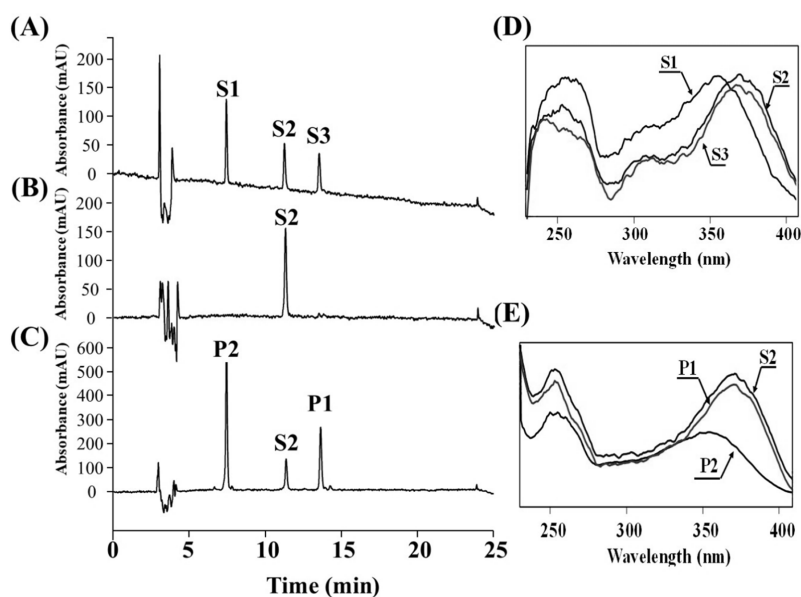 (A)
Absorbance (mAU)
200
150
100
50
0
S1
S2
S3
(B)
Absorbance (mAU)
200
150
100
50
0
S2
(C)
Absorbance (mAU)
600
500
400
300
200
100
0
P2
S2
P1
0 5 10 15 20 25
Time (min)
(D)
S1
S2
S3
250 300 350 400
Wavelength (nm)
(E)
P1
S2
P2
250 300 350 400
Wavelength (nm)